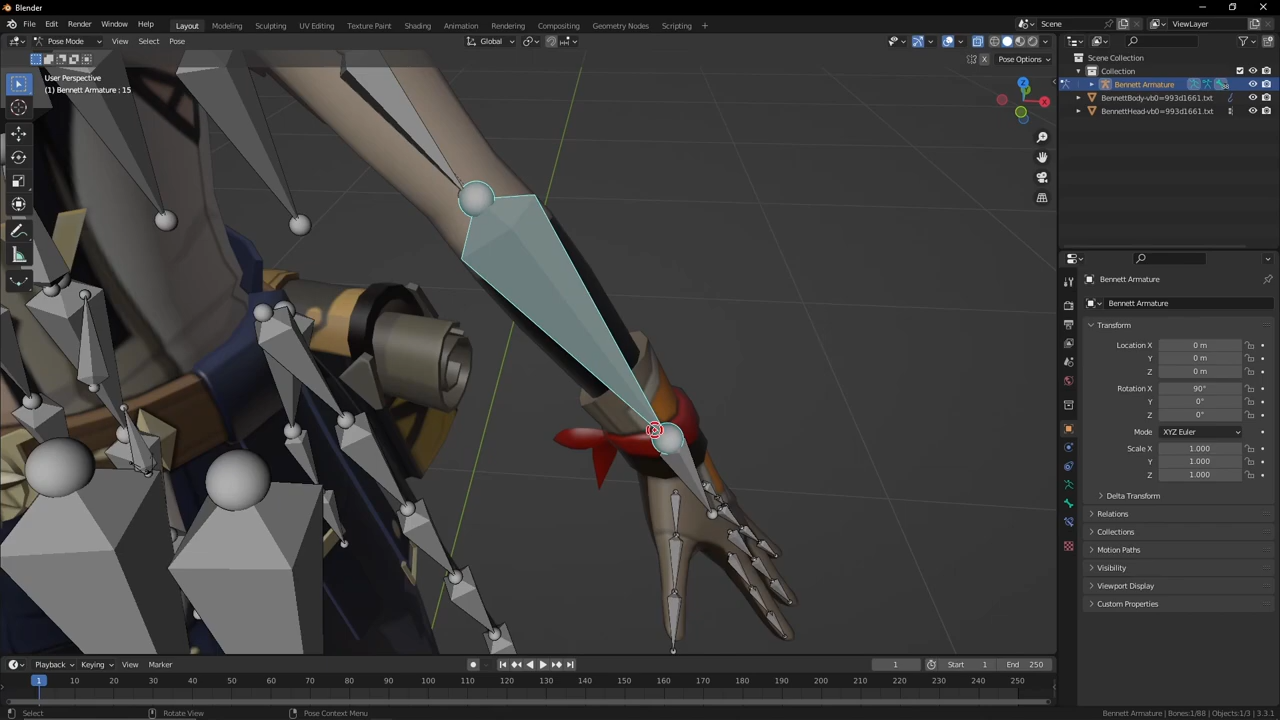 Blender
File Edit Render Window Help Layout Modeling Sculpting UV Editing Texture Paint Shading Animation Rendering Compositing Geometry Nodes Scripting + Scene ViewLayer
Pose Mode View Select Pose Global
X Pose Options
User Perspective
(1) Bennett Armature : 15
Scene Collection
Collection
Bennett Armature
BennettBody-vb0=993d1661.txt
BennettHead-vb0=993d1661.txt
Bennett Armature
Bennett Armature
Transform
Location X 0 m
Y 0 m
Z 0 m
Rotation X 90°
Y 0°
Z 0°
Mode XYZ Euler
Scale X 1.000
Y 1.000
Z 1.000
Delta Transform
Relations
Collections
Motion Paths
Visibility
Viewport Display
Custom Properties
Playback Keying View Marker 1 Start 1 End 250
1 10 20 30 40 50 60 70 80 90 100 110 120 130 140 150 160 170 180 190 200 210 220 230 240 250
Select Rotate View Pose Context Menu Bennett Armature | Bones:1/88 | Objects:1/3 | 3.3.1